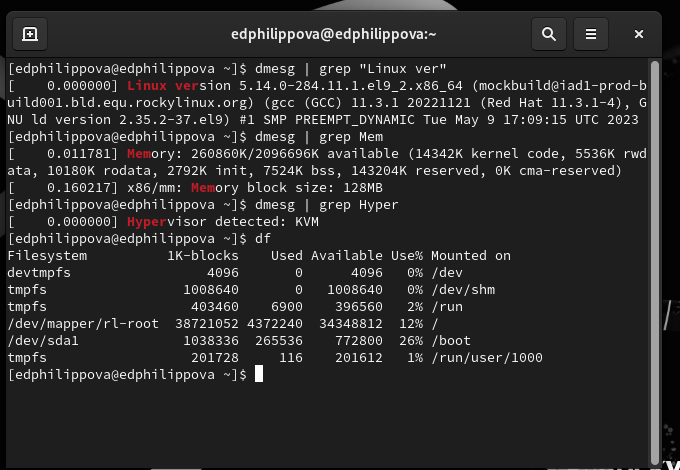 edphilippova@edphilippova:~
[edphilippova@edphilippova ~]$ dmesg | grep "Linux ver"
[    0.000000] Linux version 5.14.0-284.11.1.el9_2.x86_64 (mockbuild@iad1-prod-b
uild001.bld.equ.rockylinux.org) (gcc (GCC) 11.3.1 20221121 (Red Hat 11.3.1-4), G
NU ld version 2.35.2-37.el9) #1 SMP PREEMPT_DYNAMIC Tue May 9 17:09:15 UTC 2023
[edphilippova@edphilippova ~]$ dmesg | grep Mem
[    0.011781] Memory: 260860K/2096696K available (14342K kernel code, 5536K rwd
ata, 10180K rodata, 2792K init, 7524K bss, 143204K reserved, 0K cma-reserved)
[    0.160217] x86/mm: Memory block size: 128MB
[edphilippova@edphilippova ~]$ dmesg | grep Hyper
[    0.000000] Hypervisor detected: KVM
[edphilippova@edphilippova ~]$ df
Filesystem          1K-blocks    Used Available Use% Mounted on
devtmpfs                 4096       0      4096   0% /dev
tmpfs                 1008640       0   1008640   0% /dev/shm
tmpfs                  403460    6900    396560   2% /run
/dev/mapper/rl-root  38721052 4372240  34348812  12% /
/dev/sda1             1038336  265536    772800  26% /boot
tmpfs                  201728     116    201612   1% /run/user/1000
[edphilippova@edphilippova ~]$